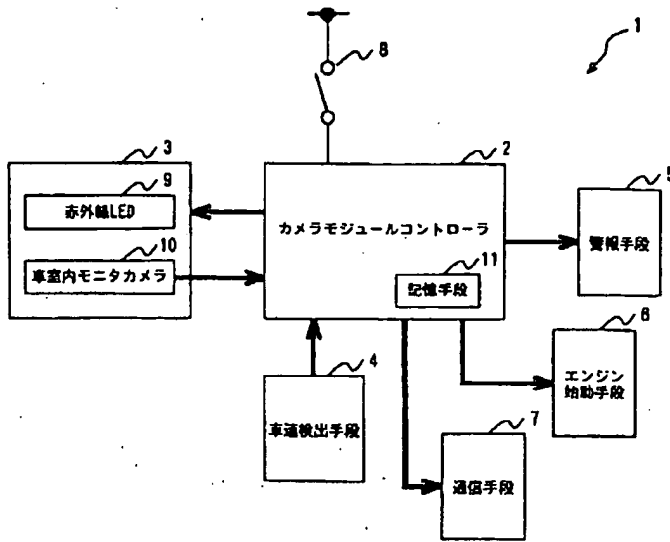 1
8
3
2
5
9
赤外線LED
カメラモジュールコントローラ
警報手段
10
車室内モニタカメラ
11
記憶手段
6
4
エンジン
始動手段
車速検出手段
7
通信手段